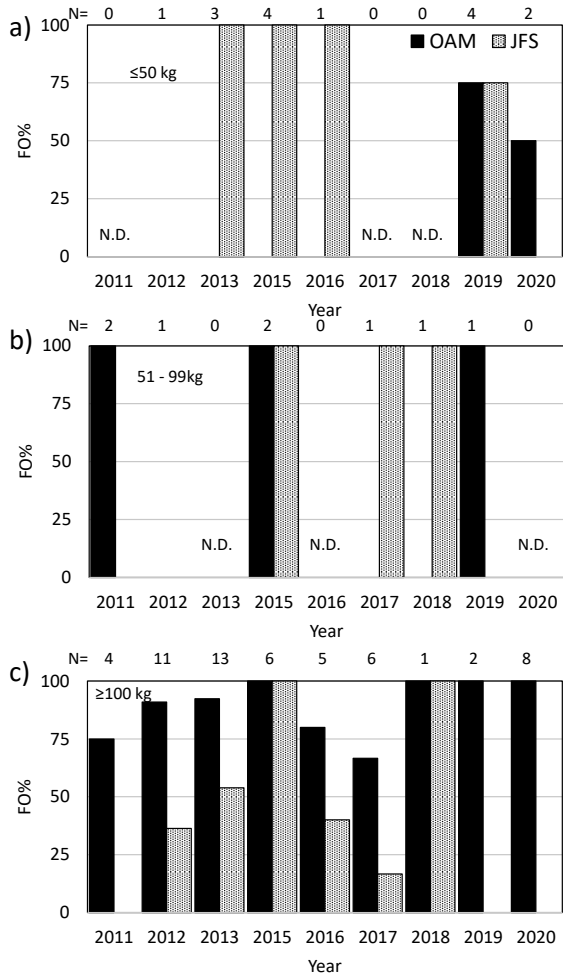 a)
N= 0 1 3 4 1 0 0 4 2
100
OAM JFS
≤50 kg
75
FO%
50
25
N.D. N.D. N.D.
0
2011 2012 2013 2015 2016 2017 2018 2019 2020
Year
b)
N= 2 1 0 2 0 1 1 1 0
100
51 - 99kg
75
FO%
50
25
N.D. N.D. N.D.
0
2011 2012 2013 2015 2016 2017 2018 2019 2020
Year
c)
N= 4 11 13 6 5 6 1 2 8
100
≥100 kg
75
FO%
50
25
0
2011 2012 2013 2015 2016 2017 2018 2019 2020
Year